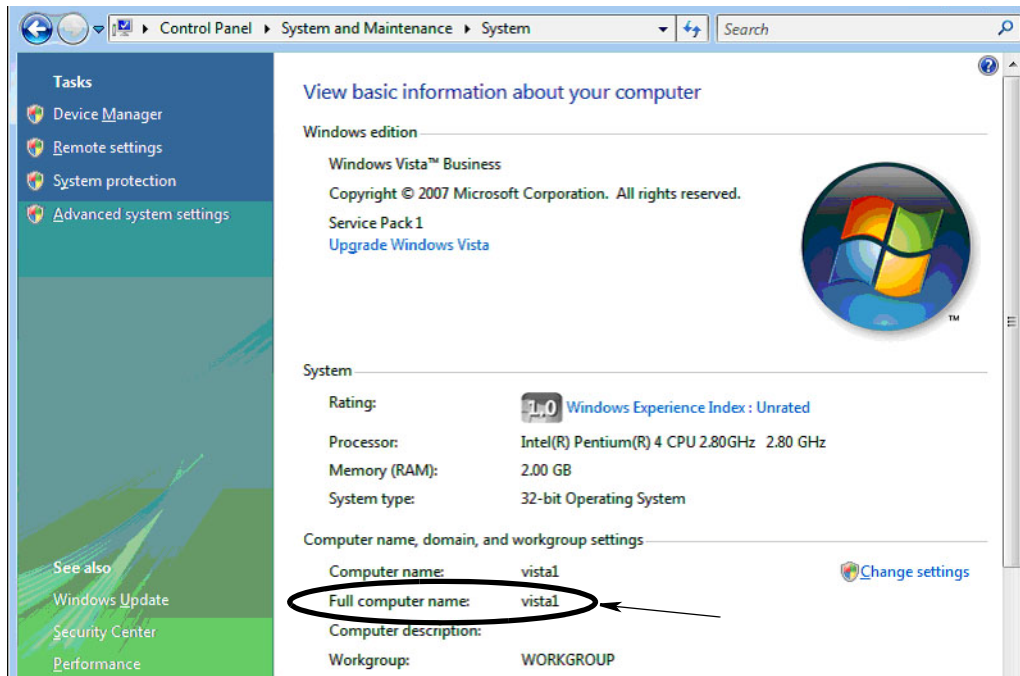 Control Panel ▸ System and Maintenance ▸ System
Search
Tasks
Device Manager
Remote settings
System protection
Advanced system settings
See also
Windows Update
Security Center
Performance
View basic information about your computer
Windows edition
Windows Vista™ Business
Copyright © 2007 Microsoft Corporation. All rights reserved.
Service Pack 1
Upgrade Windows Vista
TM
System
Rating: 1.0 Windows Experience Index : Unrated
Processor: Intel(R) Pentium(R) 4 CPU 2.80GHz 2.80 GHz
Memory (RAM): 2.00 GB
System type: 32-bit Operating System
Computer name, domain, and workgroup settings
Computer name: vista1 Change settings
Full computer name: vista1
Computer description:
Workgroup: WORKGROUP